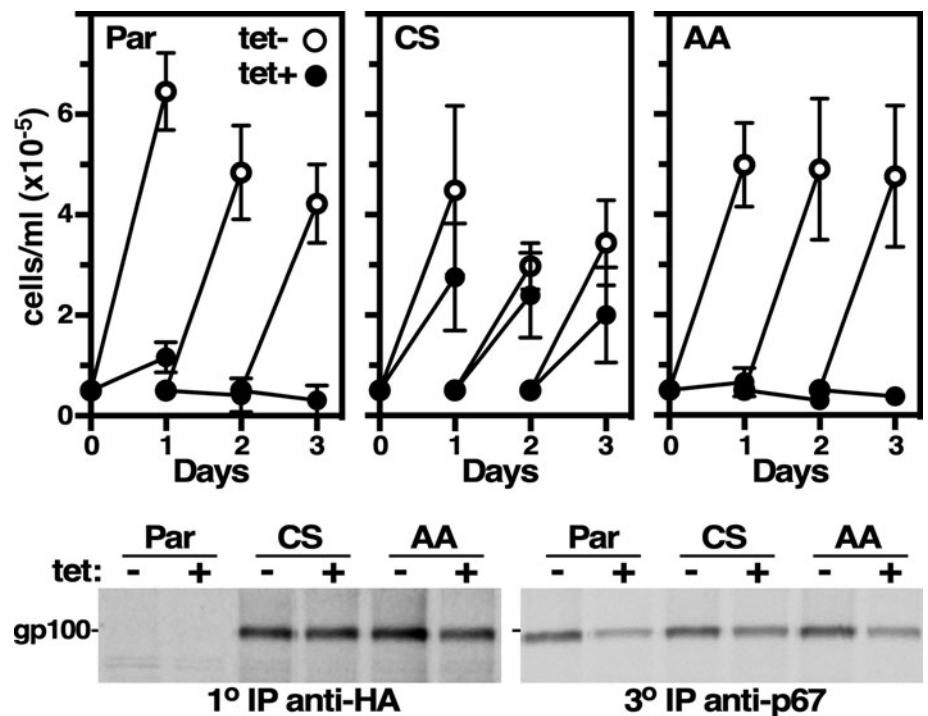 Par
tet-
tet+
CS
AA
cells/ml (x10⁻⁵)
6
4
2
0
0 1 2 3
0 1 2 3
0 1 2 3
Days
Days
Days
Par CS AA
Par CS AA
tet: - + - + - +
- + - + - +
gp100-
-
1º IP anti-HA
3º IP anti-p67